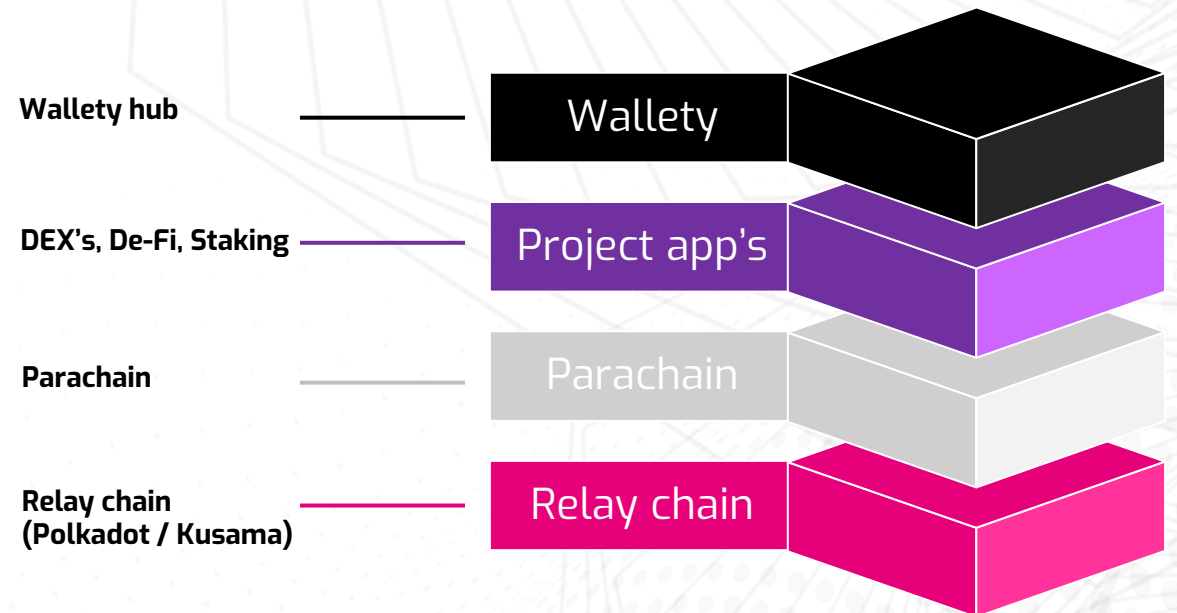 Wallety hub
Wallety
DEX’s, De-Fi, Staking
Project app’s
Parachain
Parachain
Relay chain
(Polkadot / Kusama)
Relay chain